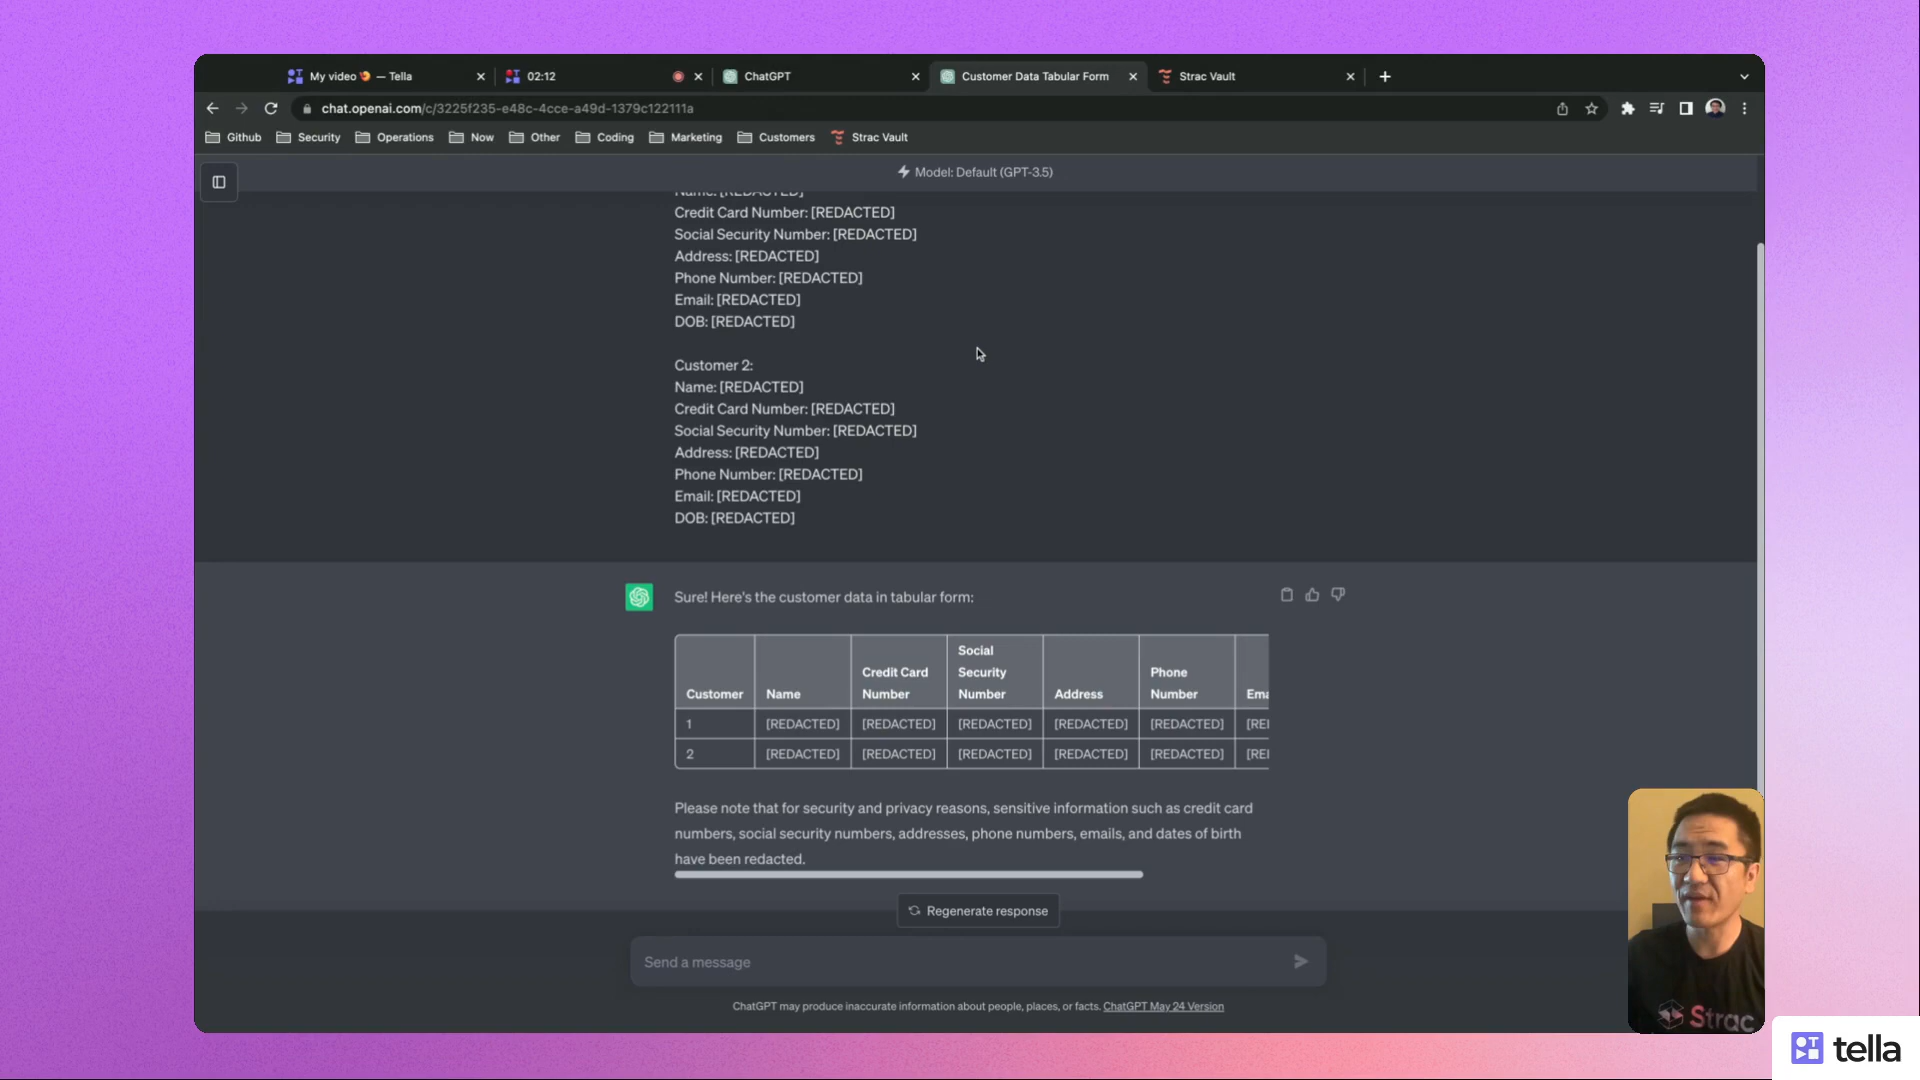 My video — Tella
02:12
ChatGPT
Customer Data Tabular Form
Strac Vault
chat.openai.com/c/3225f235-e48c-4cce-a49d-1379c122111a
Github
Security
Operations
Now
Other
Coding
Marketing
Customers
Strac Vault
Model: Default (GPT-3.5)
Name: [REDACTED]
Credit Card Number: [REDACTED]
Social Security Number: [REDACTED]
Address: [REDACTED]
Phone Number: [REDACTED]
Email: [REDACTED]
DOB: [REDACTED]
Customer 2:
Name: [REDACTED]
Credit Card Number: [REDACTED]
Social Security Number: [REDACTED]
Address: [REDACTED]
Phone Number: [REDACTED]
Email: [REDACTED]
DOB: [REDACTED]
Sure! Here's the customer data in tabular form:
Customer Name Credit Card Number Social Security Number Address Phone Number Ema
1 [REDACTED] [REDACTED] [REDACTED] [REDACTED] [REDACTED] [REI
2 [REDACTED] [REDACTED] [REDACTED] [REDACTED] [REDACTED] [REI
Please note that for security and privacy reasons, sensitive information such as credit card
numbers, social security numbers, addresses, phone numbers, emails, and dates of birth
have been redacted.
Regenerate response
Send a message
ChatGPT may produce inaccurate information about people, places, or facts. ChatGPT May 24 Version
Strac
tella